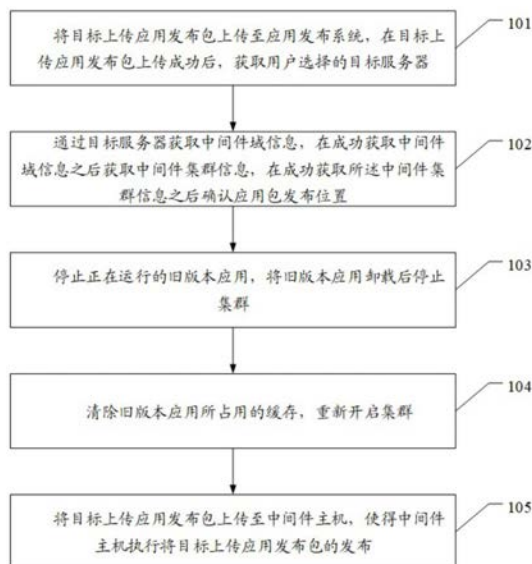 将目标上传应用发布包上传至应用发布系统，在目标上
传应用发布包上传成功后，获取用户选择的目标服务器
101
通过目标服务器获取中间件域信息，在成功获取中间件
域信息之后获取中间件集群信息，在成功获取所述中间件集
群信息之后确认应用包发布位置
102
停止正在运行的旧版本应用，将旧版本应用卸载后停止
集群
103
清除旧版本应用所占用的缓存，重新开启集群
104
将目标上传应用发布包上传至中间件主机，使得中间件
主机执行将目标上传应用发布包的发布
105